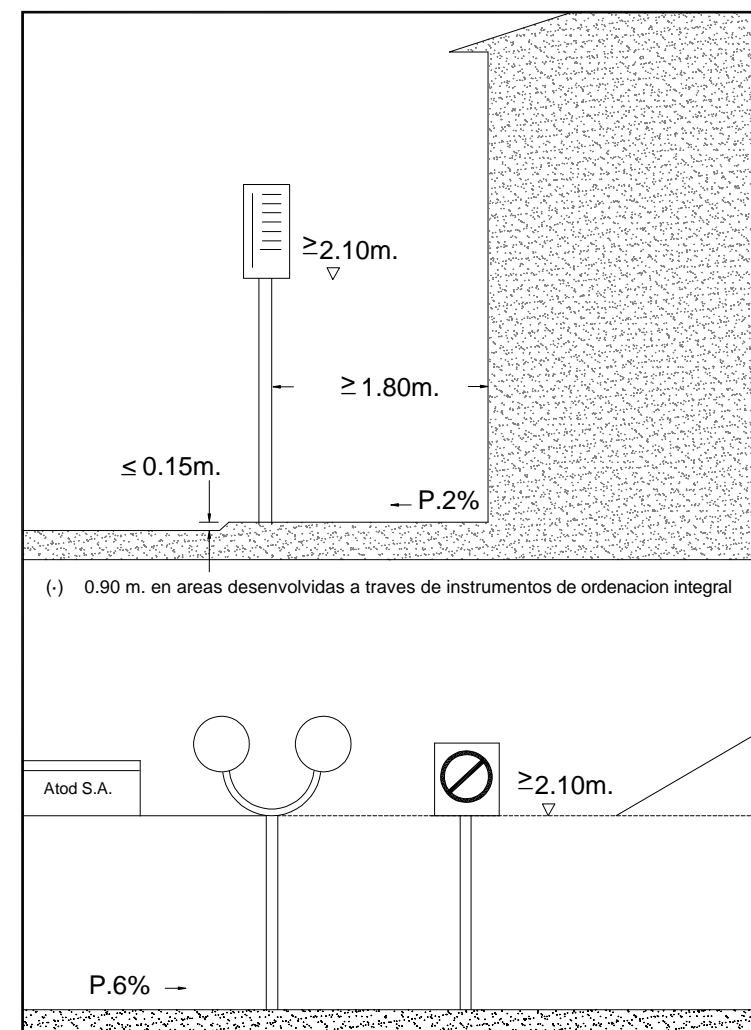 ≥2.10m.
≥1.80m.
≤ 0.15m.
P.2%
(·) 0.90 m. en areas desenvolvidas a traves de instrumentos de ordenacion integral
Atod S.A.
≥2.10m.
P.6%